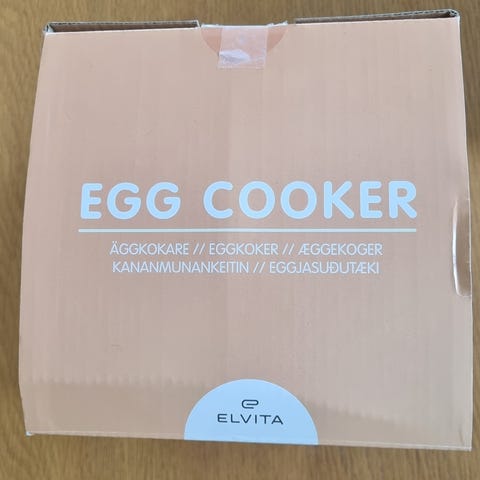 EGG COOKER
ÄGGKOKARE // EGGKOKER // ÆGGEKOGER
KANANMUNANKEITIN // EGGJASUÐUTÆKI
ELVITA